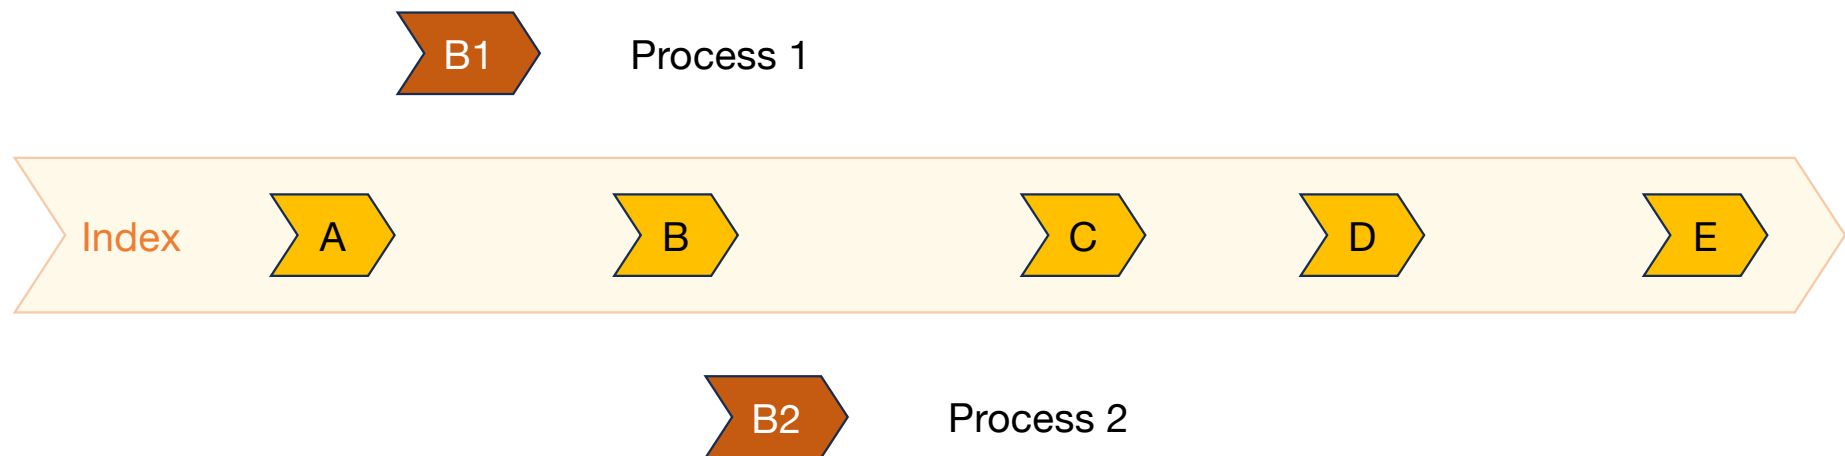 B1 Process 1
Index A B C D E
B2 Process 2